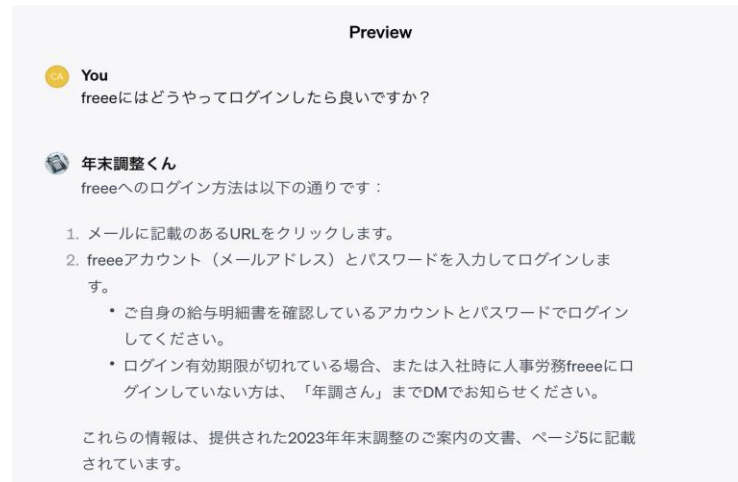 Preview
CA
You
freeeにはどうやってログインしたら良いですか？
年末調整くん
freeeへのログイン方法は以下の通りです：
1. メールに記載のあるURLをクリックします。
2. freeeアカウント（メールアドレス）とパスワードを入力してログインしま
す。
• ご自身の給与明細書を確認しているアカウントとパスワードでログイン
してください。
• ログイン有効期限が切れている場合、または入社時に人事労務freeeにロ
グインしていない方は、「年調さん」までDMでお知らせください。
これらの情報は、提供された2023年年末調整のご案内の文書、ページ5に記載
されています。